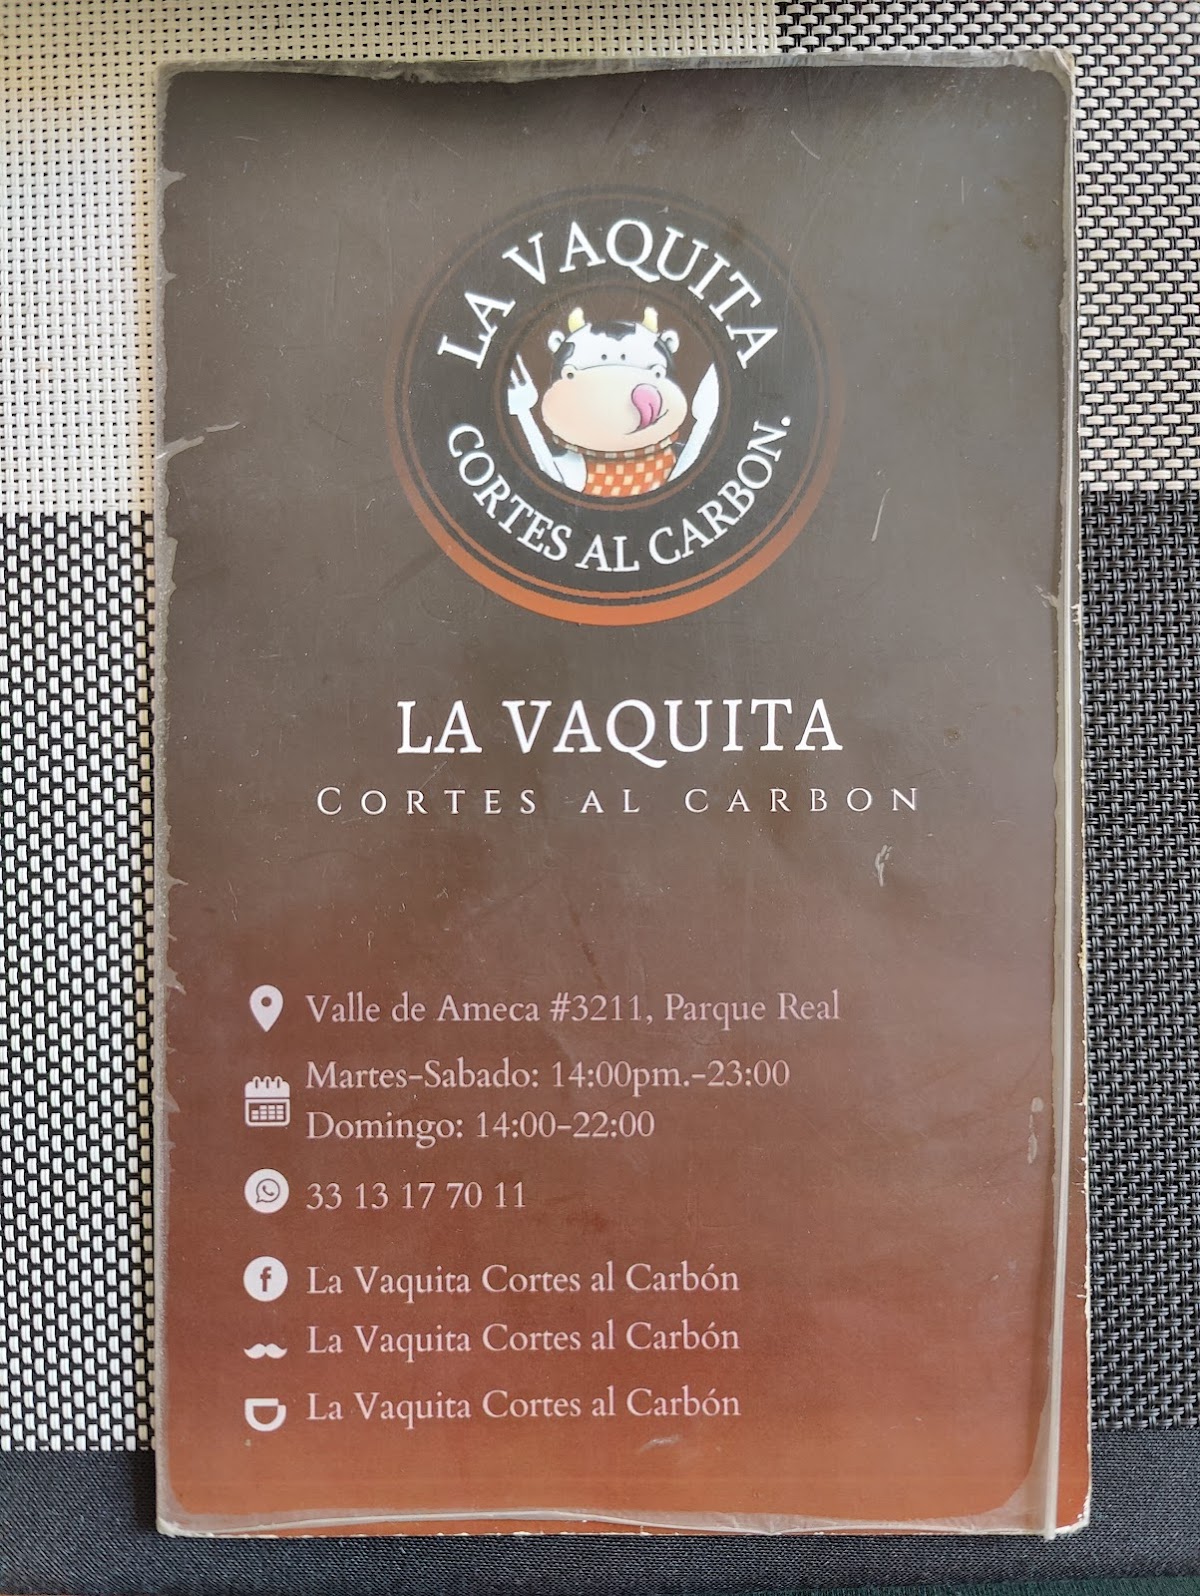 LA VAQUITA
CORTES AL CARBON.
LA VAQUITA
CORTES AL CARBON
Valle de Ameca #3211, Parque Real
Martes-Sabado: 14:00pm.-23:00
Domingo: 14:00-22:00
33 13 17 70 11
La Vaquita Cortes al Carbón
La Vaquita Cortes al Carbón
La Vaquita Cortes al Carbón